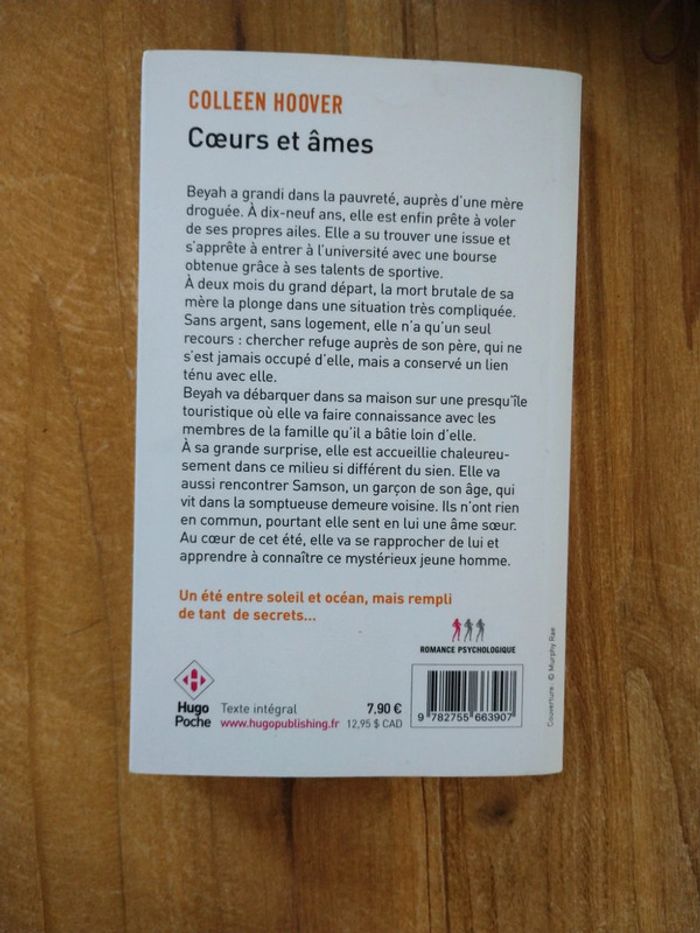 COLLEEN HOOVER
Cœurs et âmes
Beyah a grandi dans la pauvreté, auprès d'une mère
droguée. À dix-neuf ans, elle est enfin prête à voler
de ses propres ailes. Elle a su trouver une issue et
s'apprête à entrer à l'université avec une bourse
obtenue grâce à ses talents de sportive.
À deux mois du grand départ, la mort brutale de sa
mère la plonge dans une situation très compliquée.
Sans argent, sans logement, elle n'a qu'un seul
recours : chercher refuge auprès de son père, qui ne
s'est jamais occupé d'elle, mais a conservé un lien
ténu avec elle.
Beyah va débarquer dans sa maison sur une presqu'île
touristique où elle va faire connaissance avec les
membres de la famille qu'il a bâtie loin d'elle.
À sa grande surprise, elle est accueillie chaleureu-
sement dans ce milieu si différent du sien. Elle va
aussi rencontrer Samson, un garçon de son âge, qui
vit dans la somptueuse demeure voisine. Ils n'ont rien
en commun, pourtant elle sent en lui une âme sœur.
Au cœur de cet été, elle va se rapprocher de lui et
apprendre à connaître ce mystérieux jeune homme.
Un été entre soleil et océan, mais rempli
de tant de secrets...
ROMANCE PSYCHOLOGIQUE
H
Hugo
Poche
Texte intégral
www.hugopublishing.fr
7,90 €
12,95 $ CAD
9 782755 663907
Couverture : © Murphy Rae